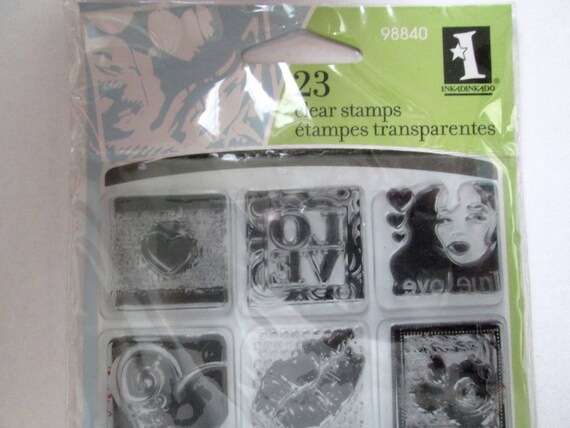 98840
INKADINKADO®
23
clear stamps
étampes transparentes
LO
VE
True Love